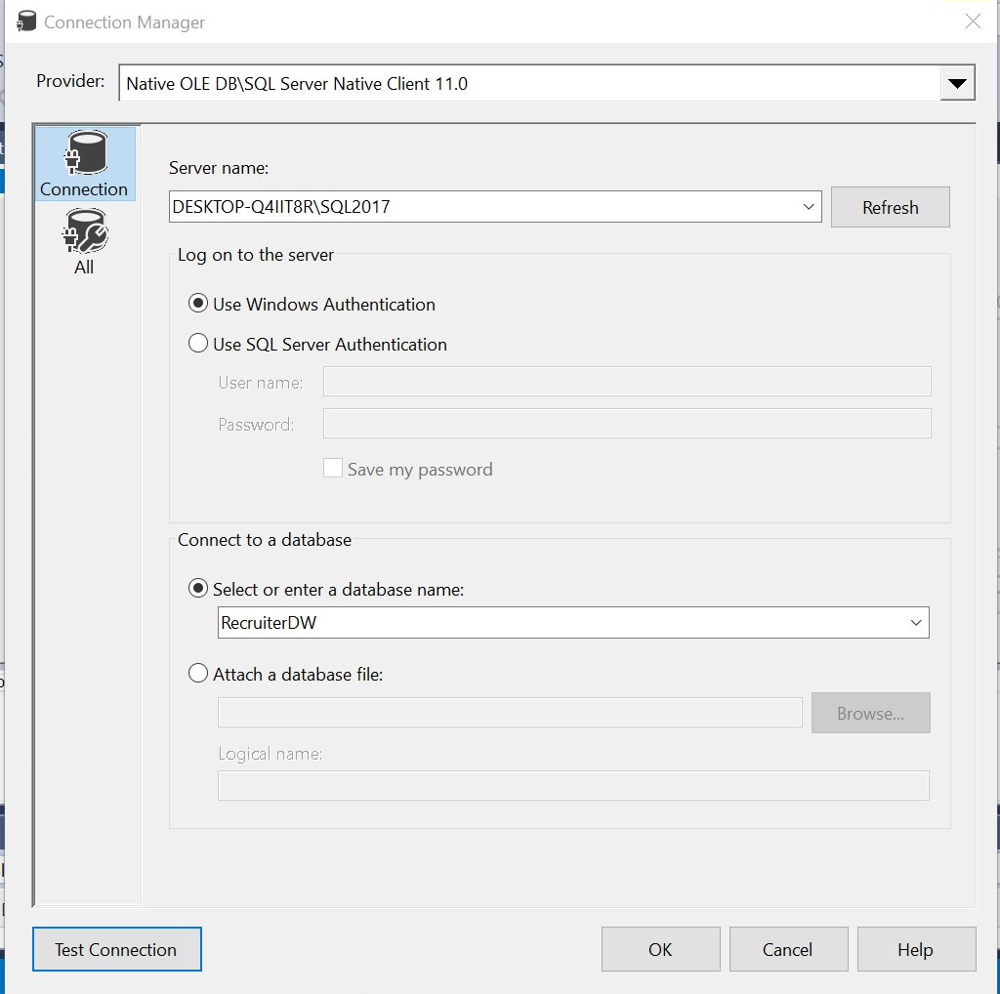 Connection Manager
Provider: Native OLE DB\SQL Server Native Client 11.0
Connection
All
Server name:
DESKTOP-Q4IIT8R\SQL2017
Refresh
Log on to the server
Use Windows Authentication
Use SQL Server Authentication
User name:
Password:
Save my password
Connect to a database
Select or enter a database name:
RecruiterDW
Attach a database file:
Browse...
Logical name:
Test Connection
OK
Cancel
Help